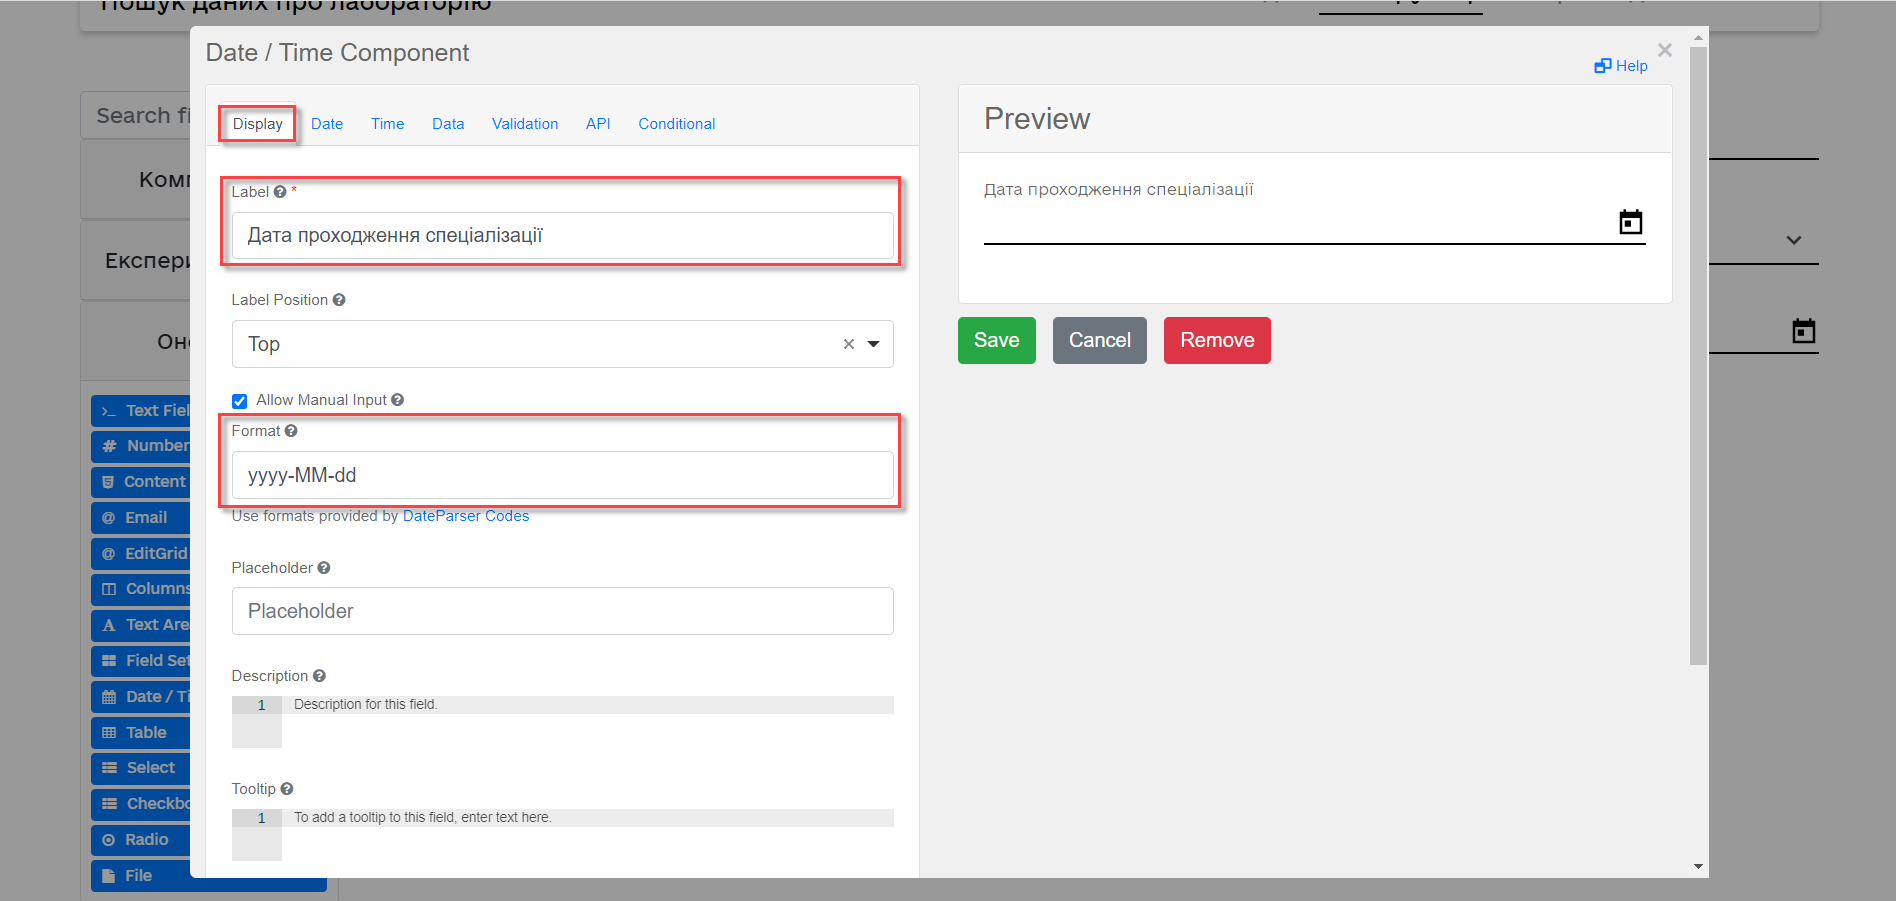 Пошук даних про лабораторію
Date / Time Component
Help
Search
Display
Date
Time
Data
Validation
API
Conditional
Preview
Label *
Дата проходження спеціалізації
Дата проходження спеціалізації
Label Position
Top
Save
Cancel
Remove
Allow Manual Input
Format
yyyy-MM-dd
Use formats provided by DateParser Codes
Placeholder
Placeholder
Description
1 Description for this field.
Tooltip
1 To add a tooltip to this field, enter text here.
>_ Text Fiel
# Number
Content
@ Email
@ EditGrid
Columns
A Text Are
Field Set
Date / Ti
Table
Select
Checkbo
Radio
File